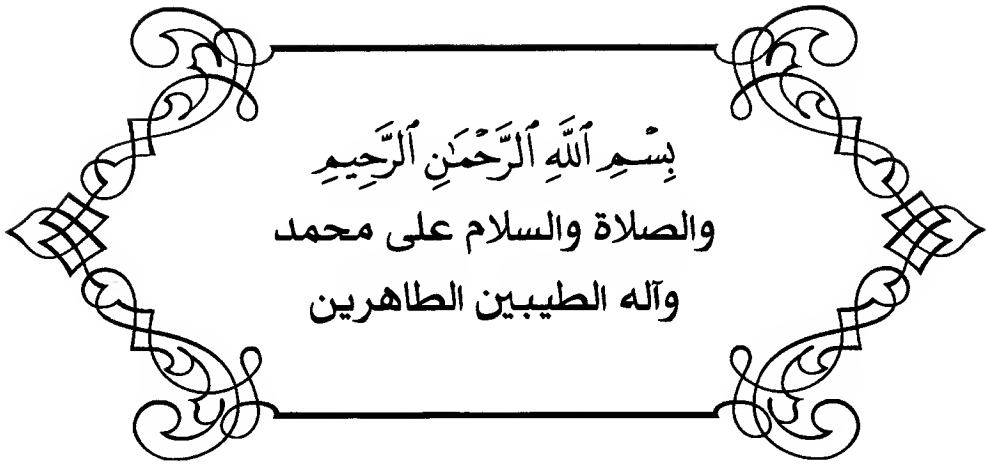 بِسْمِ ٱللَّهِ ٱلرَّحْمَٰنِ ٱلرَّحِيمِ
والصلاة والسلام على محمد
وآله الطيبين الطاهرين